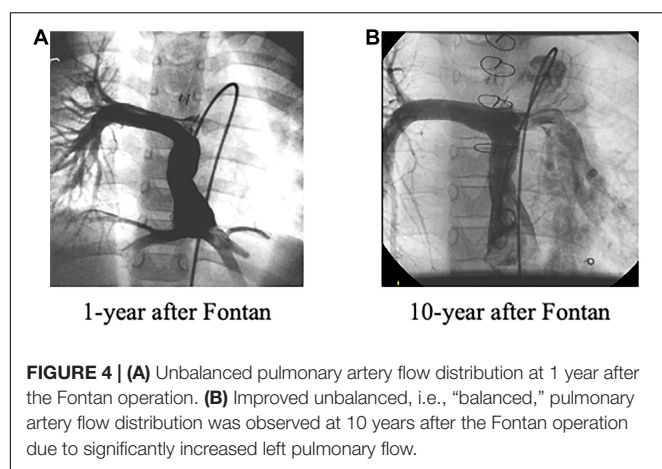 A
B
1-year after Fontan
10-year after Fontan
FIGURE 4 | (A) Unbalanced pulmonary artery flow distribution at 1 year after
the Fontan operation. (B) Improved unbalanced, i.e., “balanced,” pulmonary
artery flow distribution was observed at 10 years after the Fontan operation
due to significantly increased left pulmonary flow.